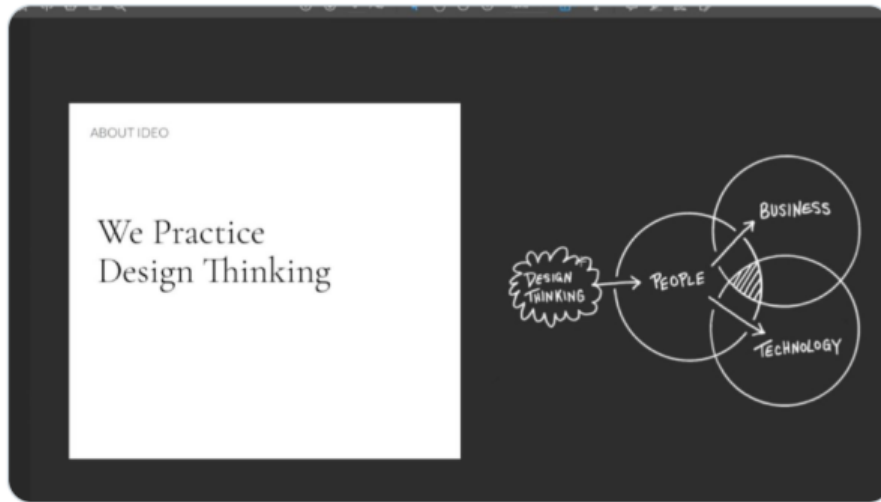 ABOUT IDEO
We Practice
Design Thinking
DESIGN
THINKING
PEOPLE
BUSINESS
TECHNOLOGY